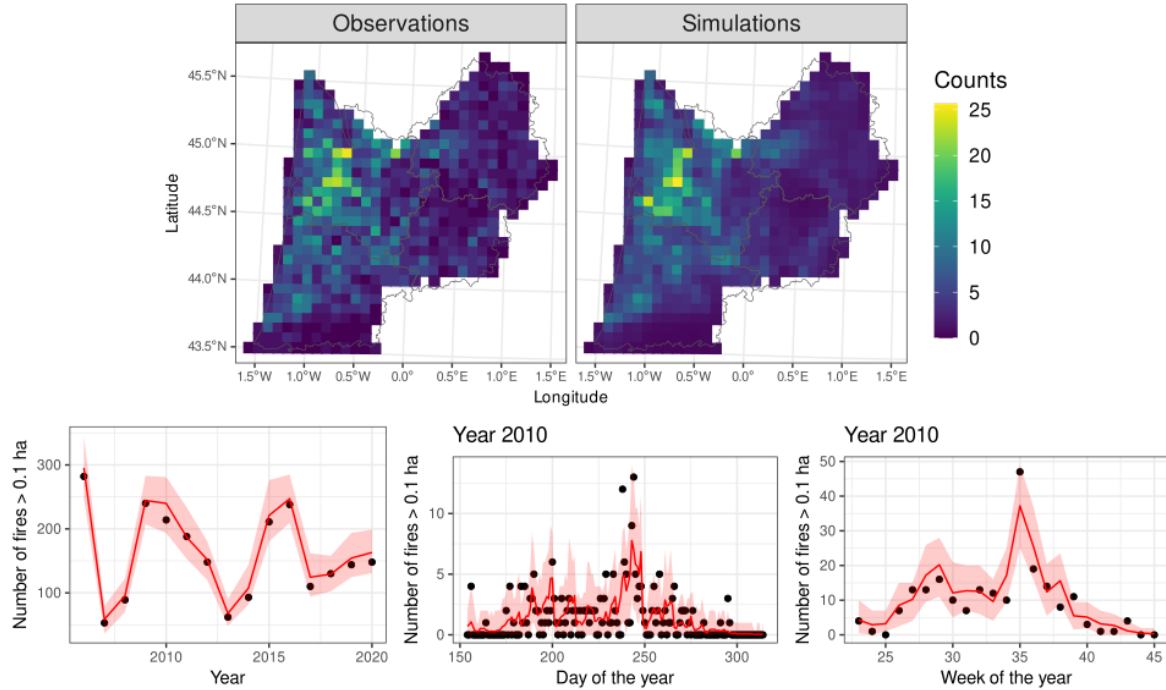 Observations
Simulations
45.5°N
45.0°N
44.5°N
44.0°N
43.5°N
Latitude
1.5°W 1.0°W 0.5°W 0.0° 0.5°E 1.0°E 1.5°E
1.5°W 1.0°W 0.5°W 0.0° 0.5°E 1.0°E 1.5°E
Longitude
Counts
25
20
15
10
5
0
Number of fires > 0.1 ha
300
200
100
2010 2015 2020
Year
Year 2010
Number of fires > 0.1 ha
10
5
0
150 200 250 300
Day of the year
Year 2010
Number of fires > 0.1 ha
50
40
30
20
10
0
25 30 35 40 45
Week of the year